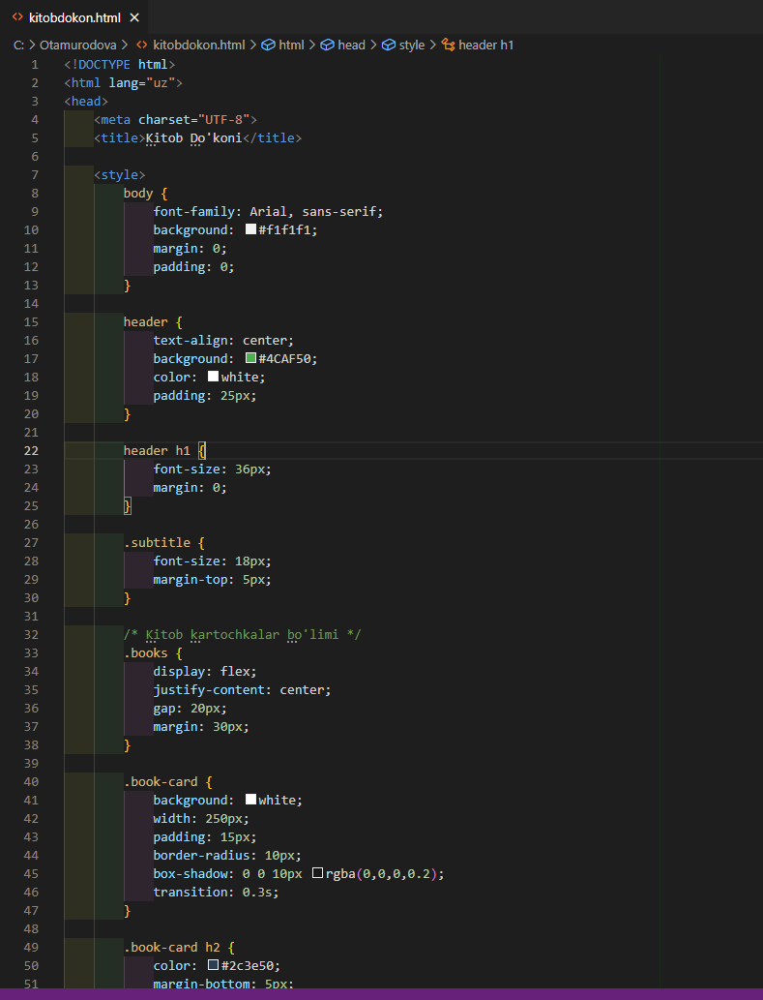 kitobdokon.html
C: > Otamurodova > kitobdokon.html > html > head > style > header h1
1 <!DOCTYPE html>
2 <html lang="uz">
3 <head>
4     <meta charset="UTF-8">
5     <title>Kitob Do'koni</title>
6
7     <style>
8         body {
9             font-family: Arial, sans-serif;
10             background: #f1f1f1;
11             margin: 0;
12             padding: 0;
13         }
14
15         header {
16             text-align: center;
17             background: #4CAF50;
18             color: white;
19             padding: 25px;
20         }
21
22         header h1 {
23             font-size: 36px;
24             margin: 0;
25         }
26
27         .subtitle {
28             font-size: 18px;
29             margin-top: 5px;
30         }
31
32         /* Kitob kartochkalar bo'limi */
33         .books {
34             display: flex;
35             justify-content: center;
36             gap: 20px;
37             margin: 30px;
38         }
39
40         .book-card {
41             background: white;
42             width: 250px;
43             padding: 15px;
44             border-radius: 10px;
45             box-shadow: 0 0 10px rgba(0,0,0,0.2);
46             transition: 0.3s;
47         }
48
49         .book-card h2 {
50             color: #2c3e50;
51             margin-bottom: 5px;